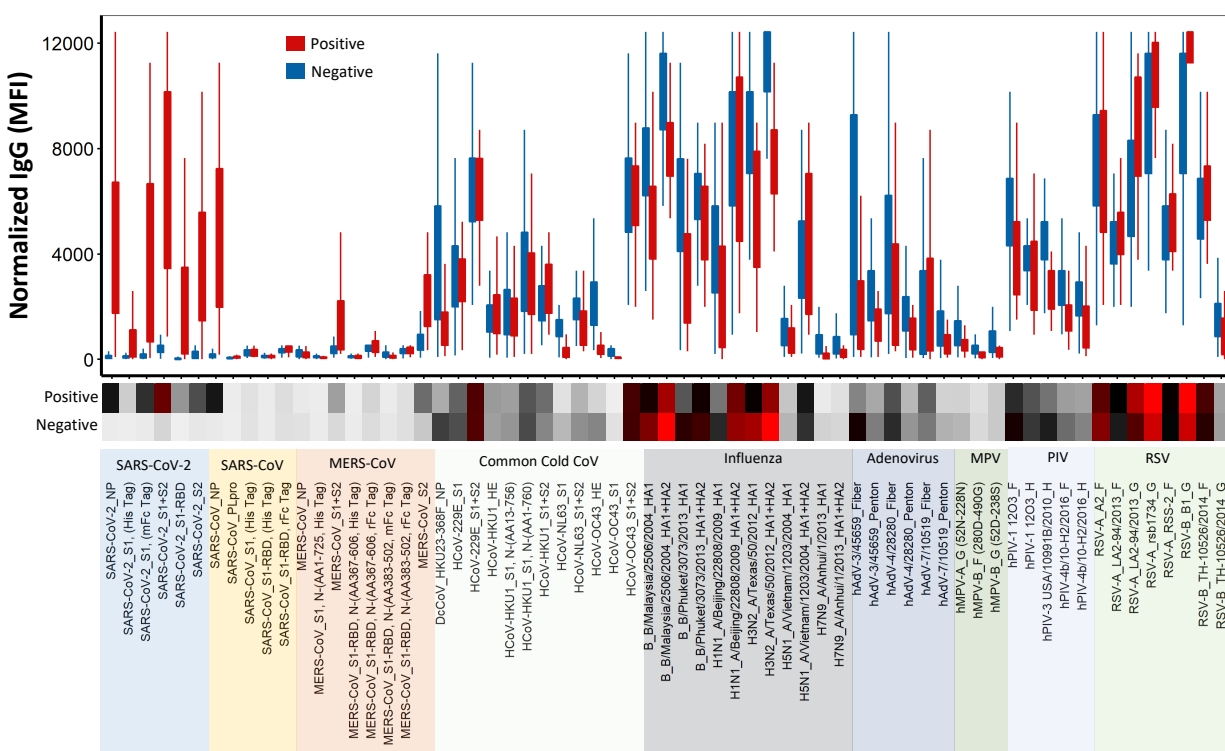 Normalized IgG (MFI)
12000
8000
4000
0
Positive
Negative
Positive
Negative
SARS-CoV-2
SARS-CoV
MERS-CoV
Common Cold CoV
Influenza
Adenovirus
MPV
PIV
RSV
SARS-CoV-2_NP
SARS-CoV-2_S1, (His Tag)
SARS-CoV-2_S1, (mFc Tag)
SARS-CoV-2_S1+S2
SARS-CoV-2_S1-RBD
SARS-CoV-2_S2
SARS-CoV_NP
SARS-CoV_PLpro
SARS-CoV_S1, (His Tag)
SARS-CoV_S1-RBD, (His Tag)
SARS-CoV_S1-RBD, rFc Tag
MERS-CoV_NP
MERS-CoV_S1, N-(AA1-725, His Tag)
MERS-CoV_S1+S2
MERS-CoV_S1-RBD, N-(AA367-606, His Tag)
MERS-CoV_S1-RBD, N-(AA367-606, rFc Tag)
MERS-CoV_S1-RBD, N-(AA383-502, mFc Tag)
MERS-CoV_S1-RBD, N-(AA383-502, rFc Tag)
MERS-CoV_S2
DcCoV_HKU23-368F_NP
HCoV-229E_S1
HCoV-229E_S1+S2
HCoV-HKU1_HE
HCoV-HKU1_S1, N-(AA13-756)
HCoV-HKU1_S1, N-(AA1-760)
HCoV-HKU1_S1+S2
HCoV-NL63_S1
HCoV-NL63_S1+S2
HCoV-OC43_HE
HCoV-OC43_S1
HCoV-OC43_S1+S2
B_B/Malaysia/2506/2004_HA1
B_B/Malaysia/2506/2004_HA1+HA2
B_B/Phuket/3073/2013_HA1
B_B/Phuket/3073/2013_HA1+HA2
H1N1_A/Beijing/22808/2009_HA1
H1N1_A/Beijing/22808/2009_HA1+HA2
H3N2_A/Texas/50/2012_HA1
H3N2_A/Texas/50/2012_HA1+HA2
H5N1_A/Vietnam/1203/2004_HA1
H5N1_A/Vietnam/1203/2004_HA1+HA2
H7N9_A/Anhui/1/2013_HA1
H7N9_A/Anhui/1/2013_HA1+HA2
hAdV-3/45659_Fiber
hAdV-3/45659_Penton
hAdV-4/28280_Fiber
hAdV-4/28280_Penton
hAdV-7/10519_Fiber
hAdV-7/10519_Penton
hMPV-A_G (52N-228N)
hMPV-B_F (280D-490G)
hMPV-B_G (52D-238S)
hPIV-1 12O3_F
hPIV-1 12O3_H
hPIV-3 USA/10991B/2010_H
hPIV-4b/10-H2/2016_F
hPIV-4b/10-H2/2016_H
RSV-A_A2_F
RSV-A_LA2-94/2013_F
RSV-A_LA2-94/2013_G
RSV-A_rsb1734_G
RSV-A_RSS-2_F
RSV-B_B1_G
RSV-B_TH-10526/2014_F
RSV-B_TH-10526/2014_G